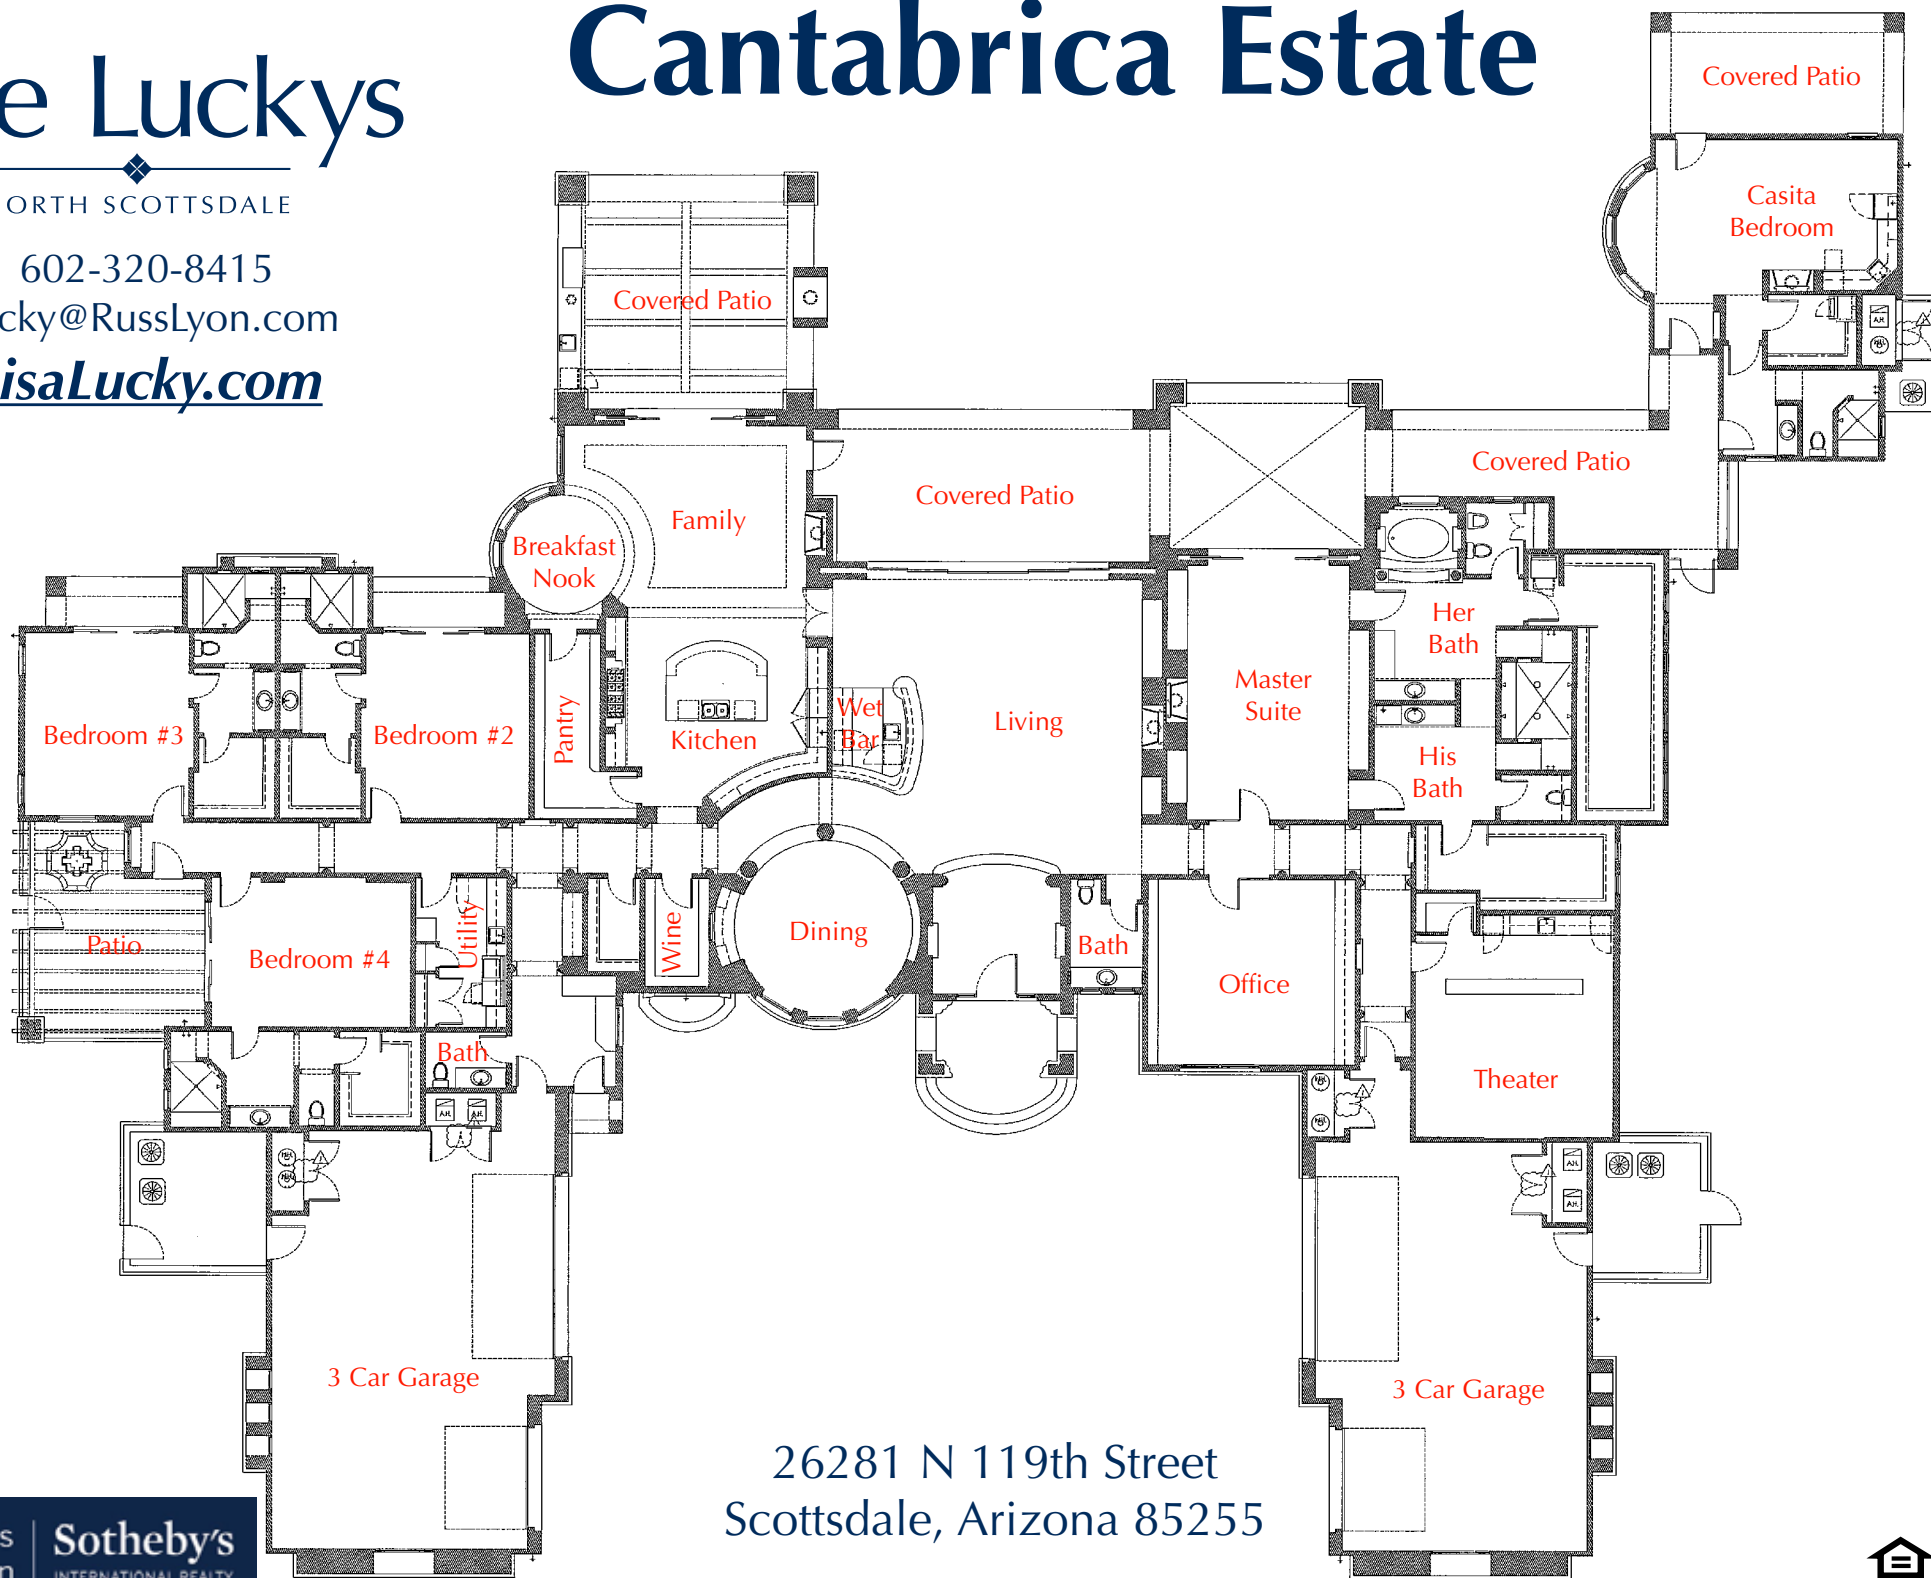 Cantabrica Estate
e Luckys
ORTH SCOTTSDALE
602-320-8415
cky@RussLyon.com
isaLucky.com
Covered Patio
Casita
Bedroom
Covered Patio
Covered Patio
Covered Patio
Family
Breakfast
Nook
Her
Bath
Master
Suite
Bedroom #3
Bedroom #2
Pantry
Kitchen
Wet
Bar
Living
His
Bath
Patio
Bedroom #4
Utility
Wine
Dining
Bath
Office
Bath
Theater
3 Car Garage
3 Car Garage
A.H.
A.H.
A.H.
A.H.
A.H.
26281 N 119th Street
Scottsdale, Arizona 85255
s
n
Sotheby's
INTERNATIONAL REALTY